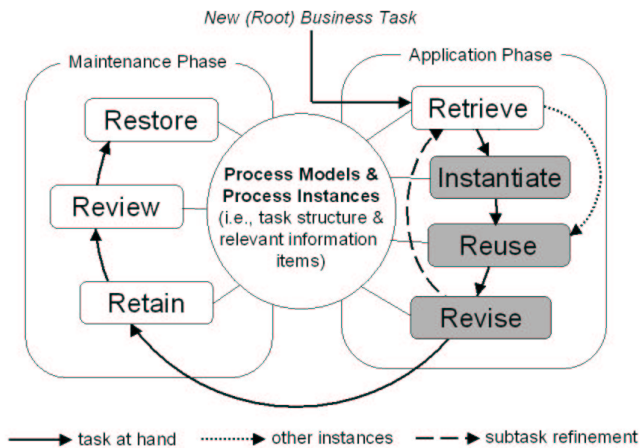 New (Root) Business Task
Maintenance Phase
Application Phase
Restore
Retrieve
Process Models &
Process Instances
(i.e., task structure &
relevant information
items)
Instantiate
Review
Reuse
Retain
Revise
task at hand
other instances
subtask refinement